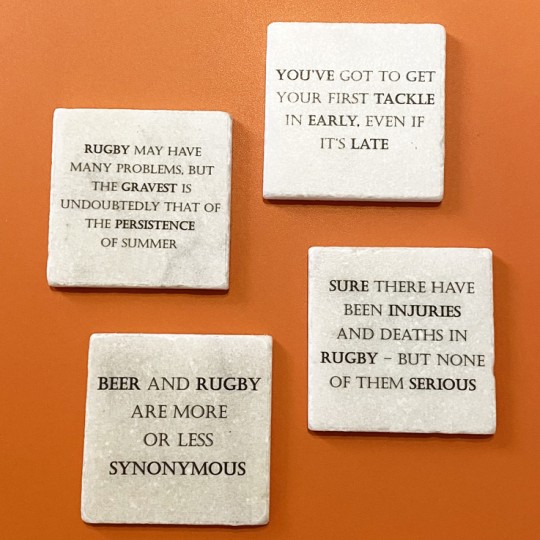 YOU'VE GOT TO GET
YOUR FIRST TACKLE
IN EARLY, EVEN IF
IT'S LATE
RUGBY MAY HAVE
MANY PROBLEMS, BUT
THE GRAVEST IS
UNDOUBTEDLY THAT OF
THE PERSISTENCE
OF SUMMER
SURE THERE HAVE
BEEN INJURIES
AND DEATHS IN
RUGBY – BUT NONE
OF THEM SERIOUS
BEER AND RUGBY
ARE MORE
OR LESS
SYNONYMOUS